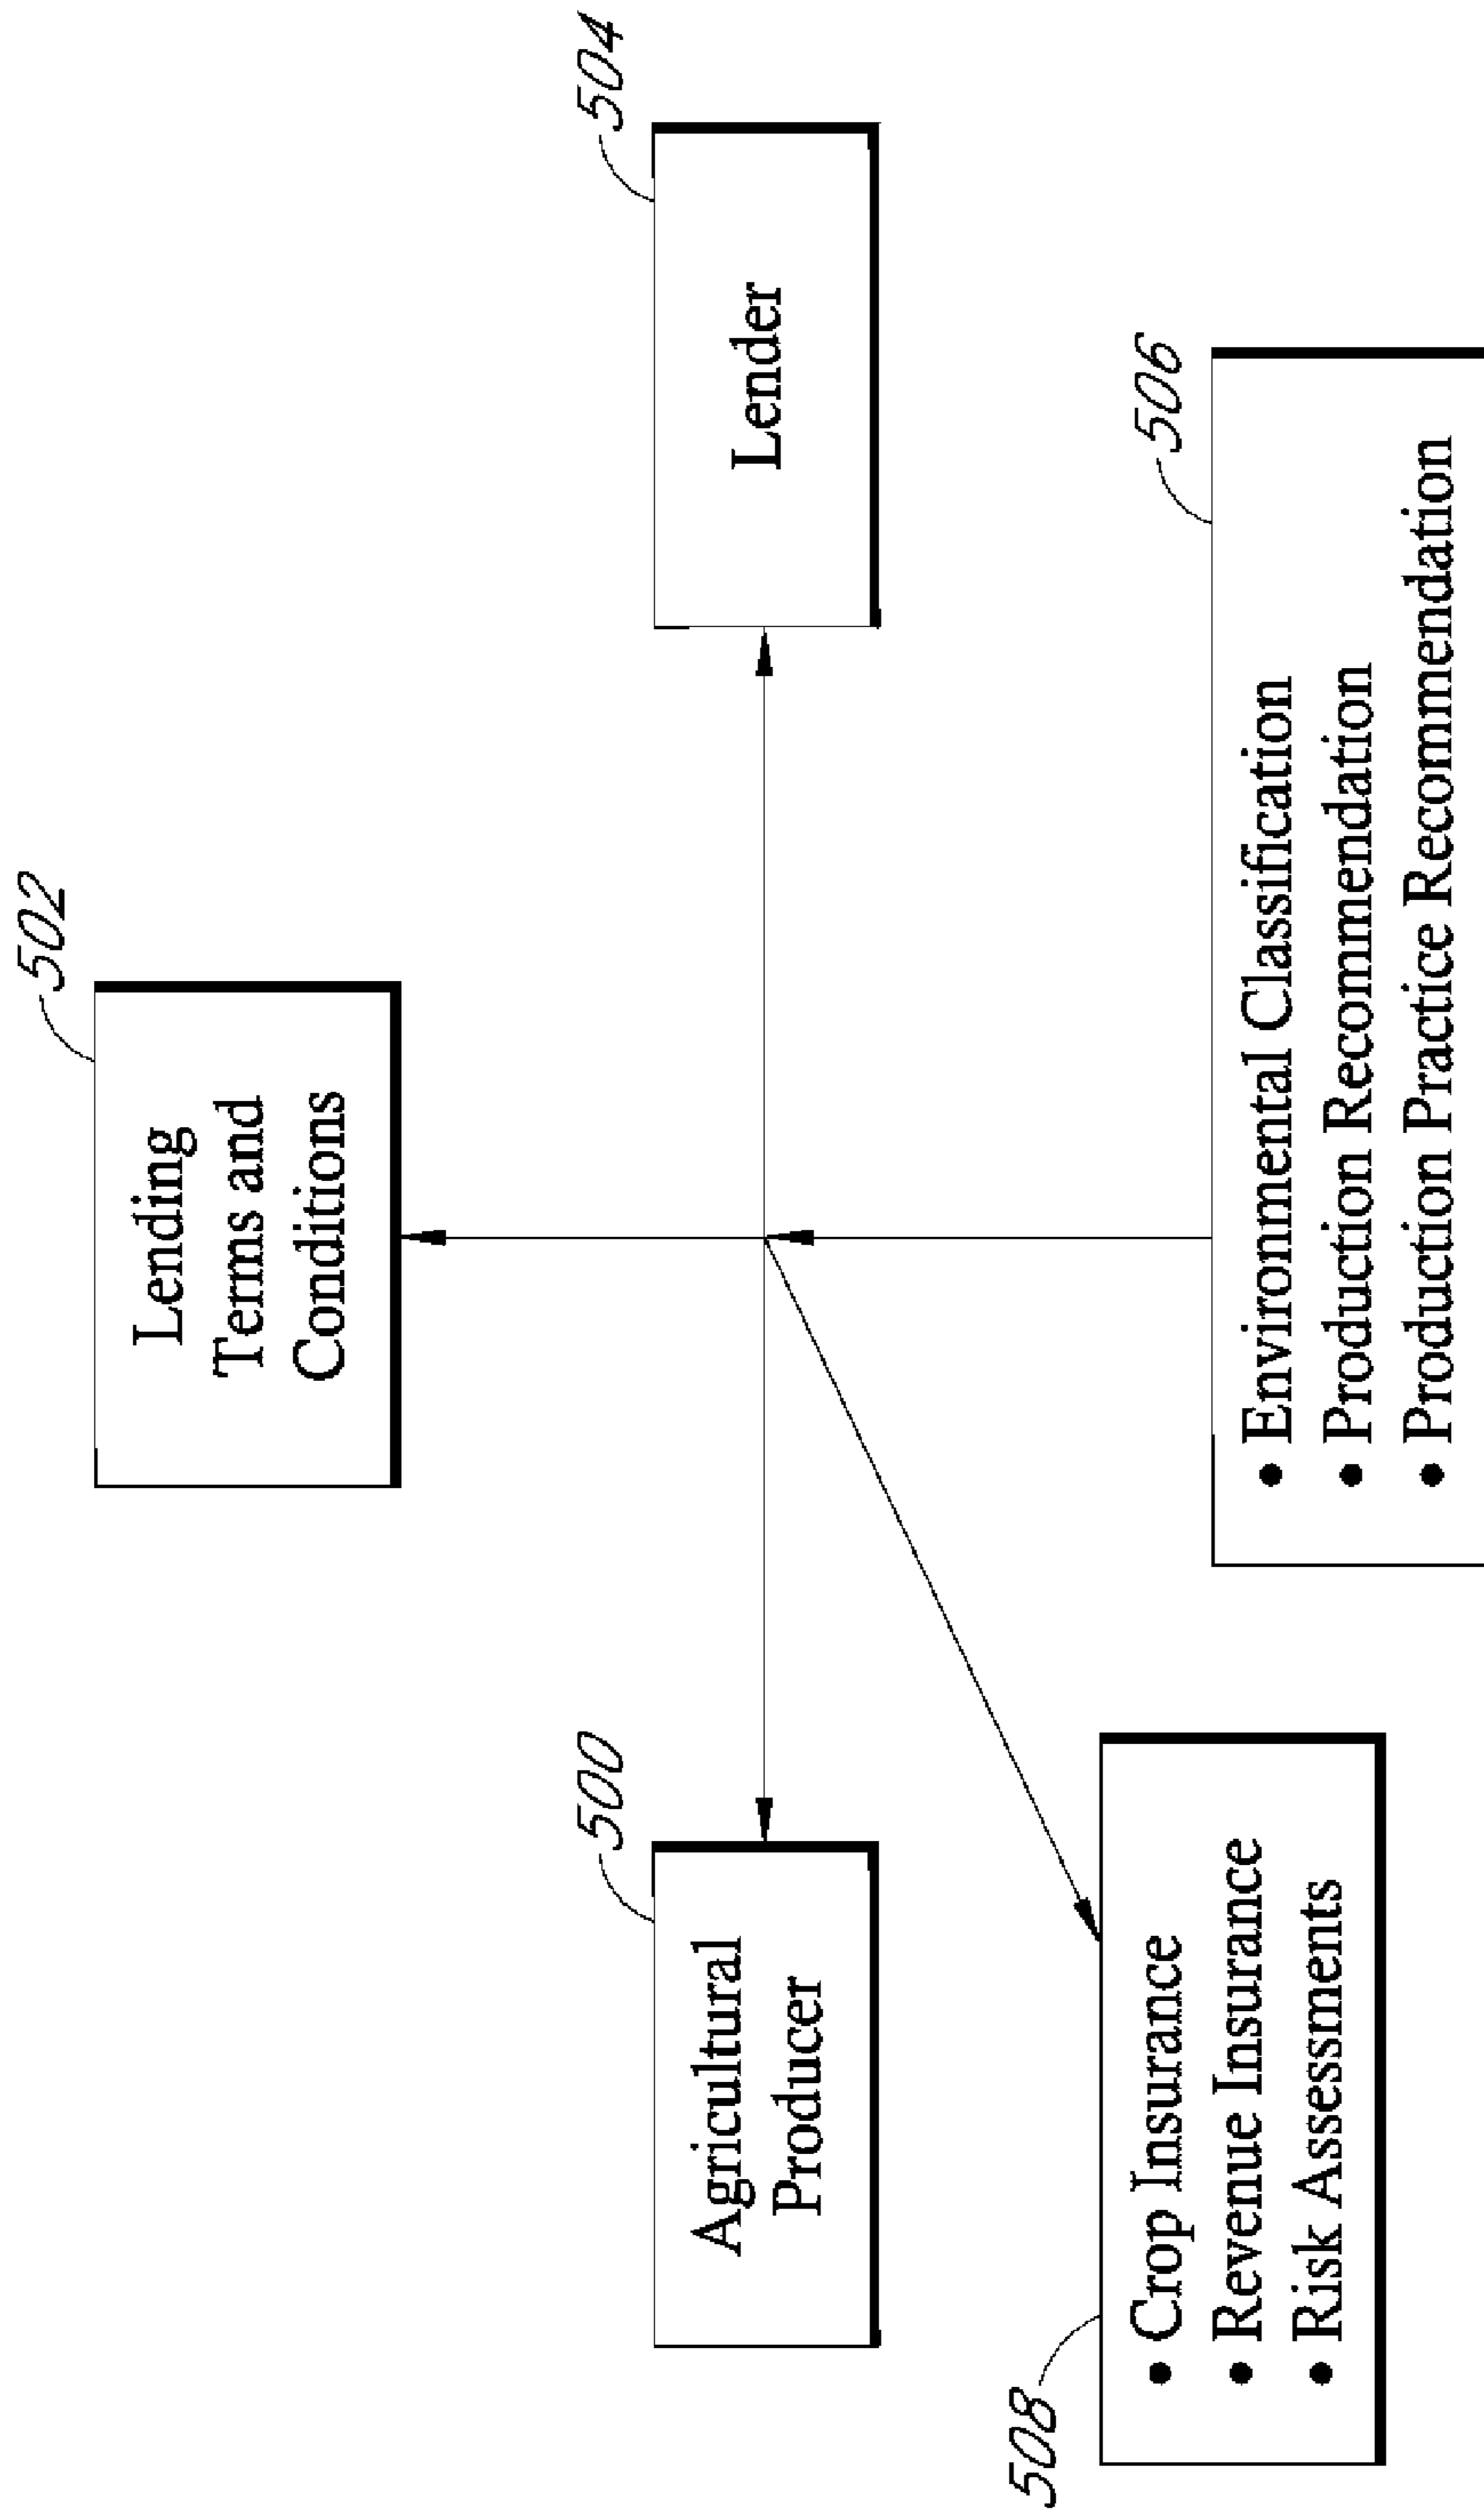 502
Lending
Terms and
Conditions
500
Agricultural
Producer
504
Lender
508
• Crop Insurance
• Revenue Insurance
• Risk Assessments
506
• Environmental Classification
• Production Recommendation
• Production Practice Recommendation